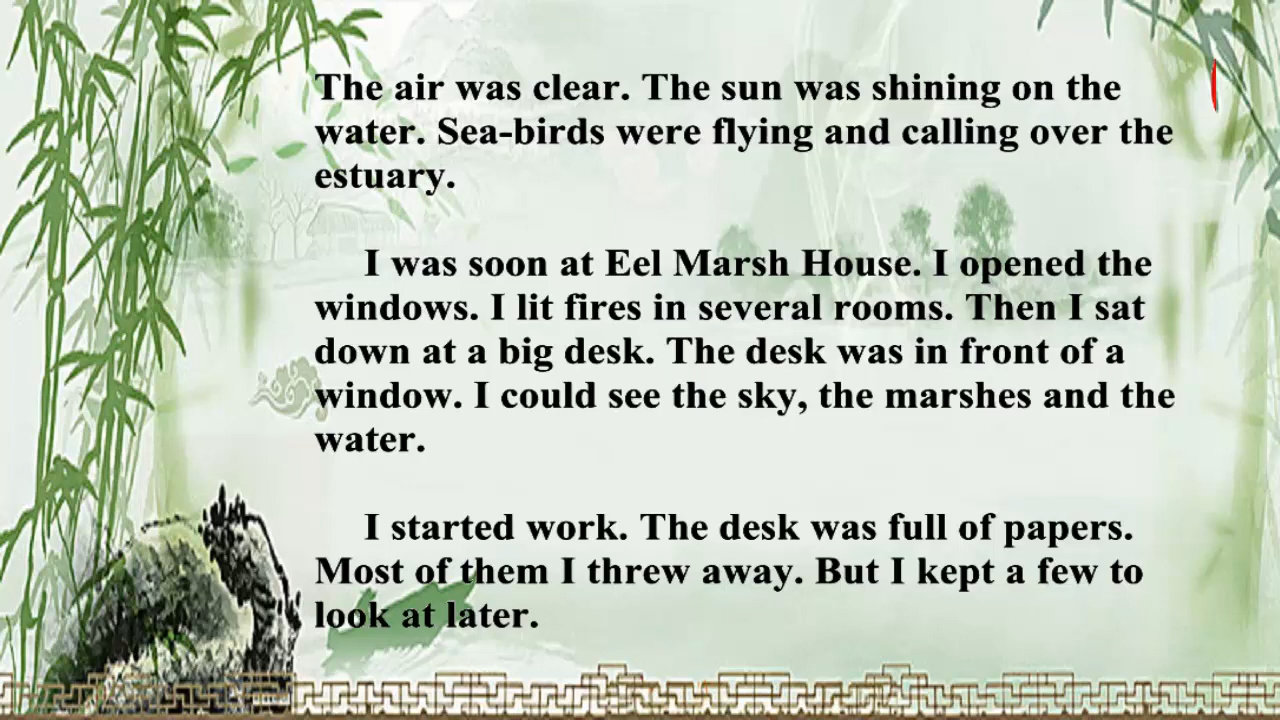 The air was clear. The sun was shining on the
water. Sea-birds were flying and calling over the
estuary.
I was soon at Eel Marsh House. I opened the
windows. I lit fires in several rooms. Then I sat
down at a big desk. The desk was in front of a
window. I could see the sky, the marshes and the
water.
I started work. The desk was full of papers.
Most of them I threw away. But I kept a few to
look at later.